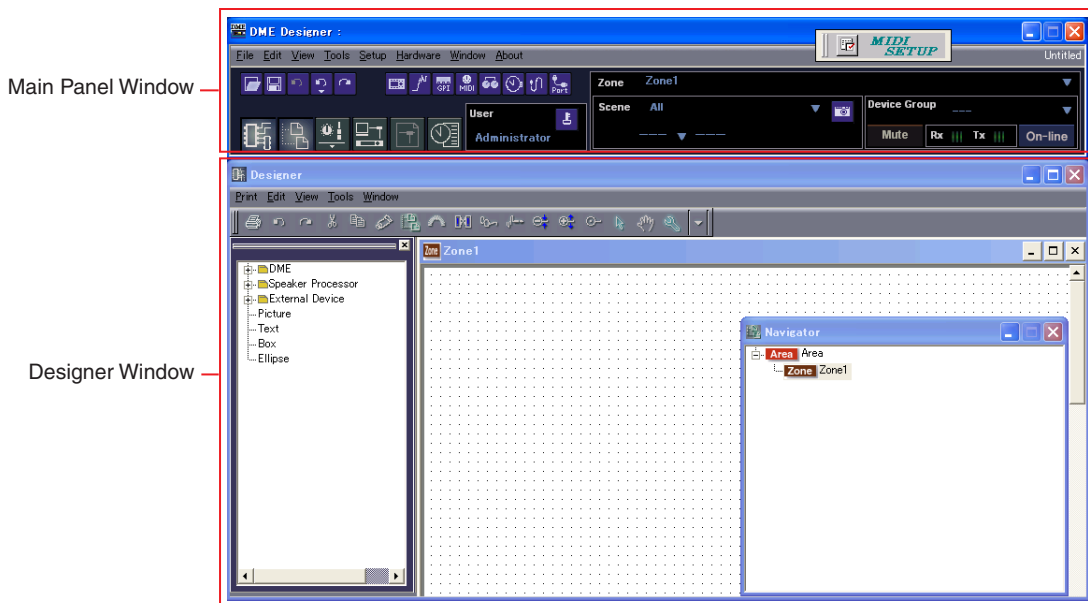 DME Designer :
MIDI
SETUP
File Edit View Tools Setup Hardware Window About
Untitled
Main Panel Window
GPI MIDI Port
Zone Zone1
User
Administrator
Scene All
--- ---
Device Group ---
Mute Rx Tx On-line
Designer
Print Edit View Tools Window
Zone Zone1
DME
Speaker Processor
External Device
Picture
Text
Box
Ellipse
Navigator
Area Area
Zone Zone1
Designer Window